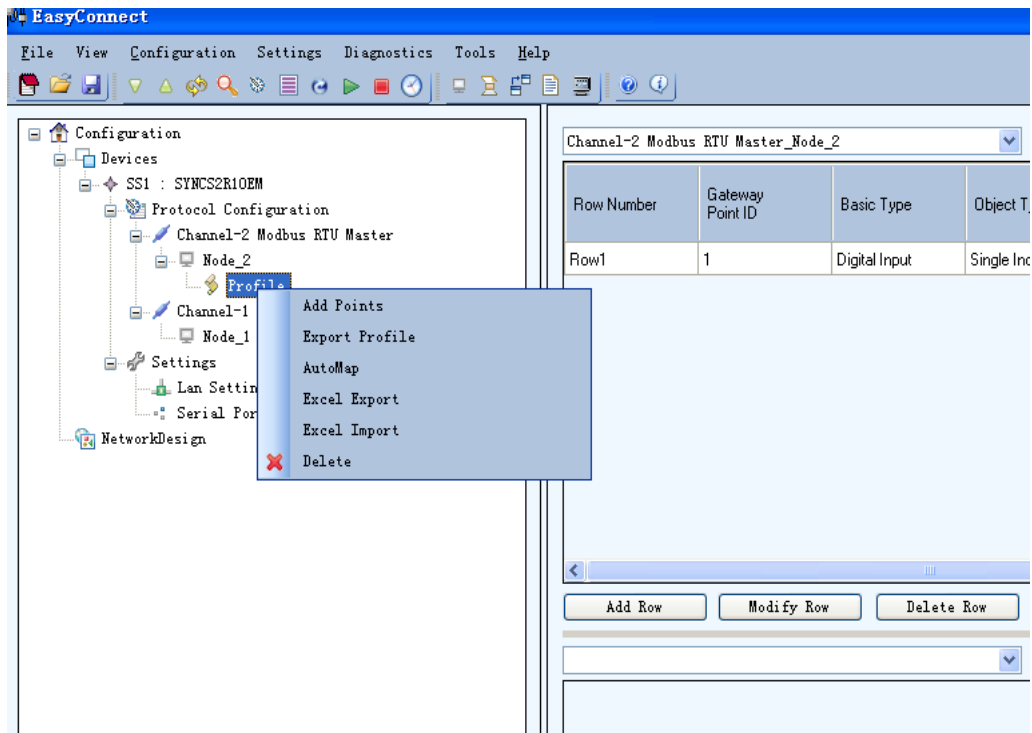 EasyConnect
File View Configuration Settings Diagnostics Tools Help
Configuration
Devices
SS1 : SYNCS2R1OEM
Protocol Configuration
Channel-2 Modbus RTU Master
Node_2
Profile
Channel-1
Node_1
Settings
Lan Settin
Serial Por
NetworkDesign
Add Points
Export Profile
AutoMap
Excel Export
Excel Import
Delete
Channel-2 Modbus RTU Master_Node_2
Row Number Gateway Point ID Basic Type Object T
Row1 1 Digital Input Single Inc
Add Row Modify Row Delete Row